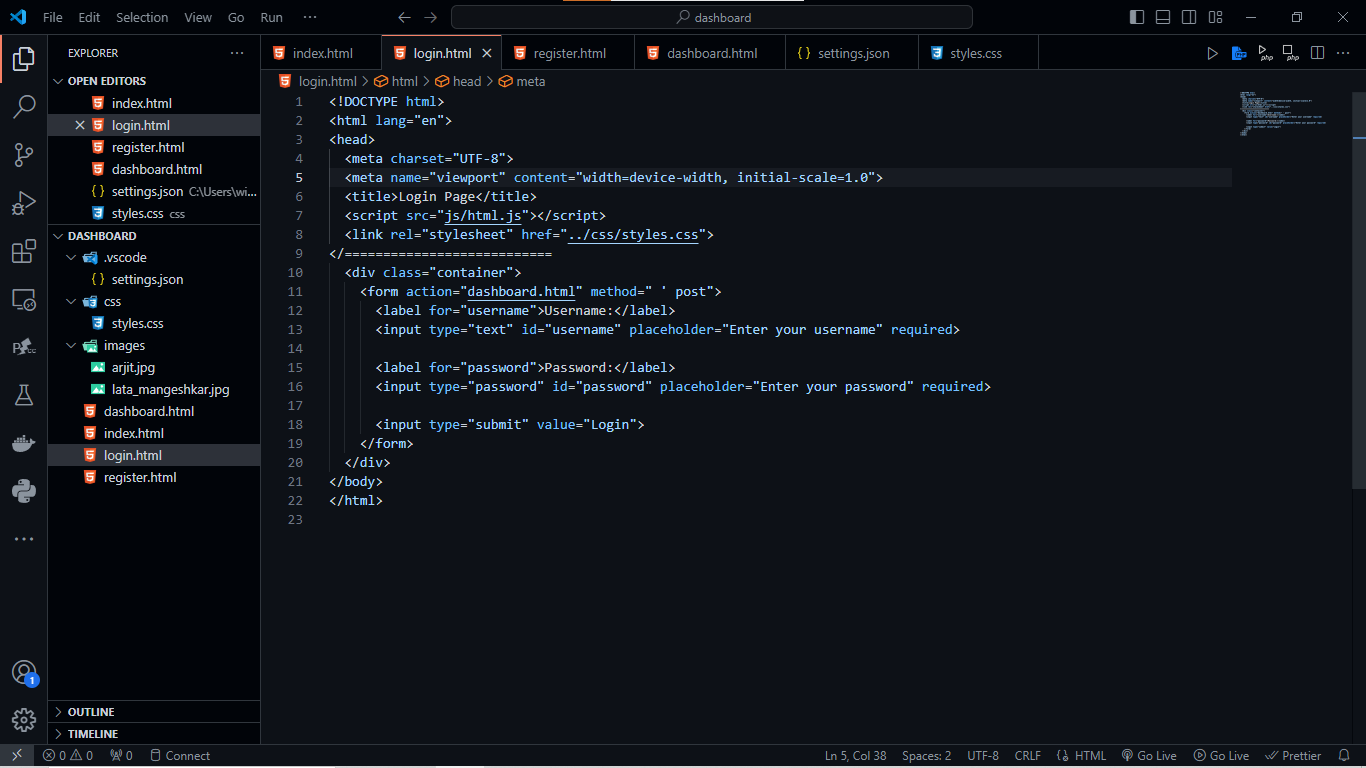 File Edit Selection View Go Run ··· dashboard
EXPLORER ···
OPEN EDITORS
index.html
login.html
register.html
dashboard.html
settings.json C:\Users\wi...
styles.css css
DASHBOARD
.vscode
settings.json
css
styles.css
images
arjit.jpg
lata_mangeshkar.jpg
dashboard.html
index.html
login.html
register.html
OUTLINE
TIMELINE
index.html login.html register.html dashboard.html settings.json styles.css
php php
login.html > html > head > meta
1 <!DOCTYPE html>
2 <html lang="en">
3 <head>
4 <meta charset="UTF-8">
5 <meta name="viewport" content="width=device-width, initial-scale=1.0">
6 <title>Login Page</title>
7 <script src="js/html.js"></script>
8 <link rel="stylesheet" href="../css/styles.css">
9 </===========================
10 <div class="container">
11 <form action="dashboard.html" method=" ' post">
12 <label for="username">Username:</label>
13 <input type="text" id="username" placeholder="Enter your username" required>
14
15 <label for="password">Password:</label>
16 <input type="password" id="password" placeholder="Enter your password" required>
17
18 <input type="submit" value="Login">
19 </form>
20 </div>
21 </body>
22 </html>
23
1
0 0 0 Connect Ln 5, Col 38 Spaces: 2 UTF-8 CRLF {} HTML Go Live Go Live Prettier